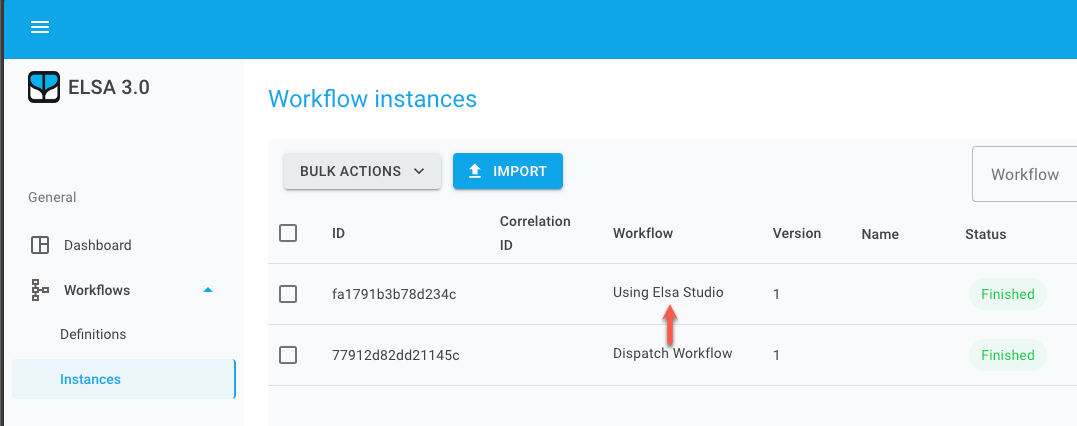 ELSA 3.0
Workflow instances
BULK ACTIONS
IMPORT
Workflow
General
Dashboard
Workflows
Definitions
Instances
ID
Correlation
ID
Workflow
Version
Name
Status
fa1791b3b78d234c
Using Elsa Studio
1
Finished
77912d82dd21145c
Dispatch Workflow
1
Finished